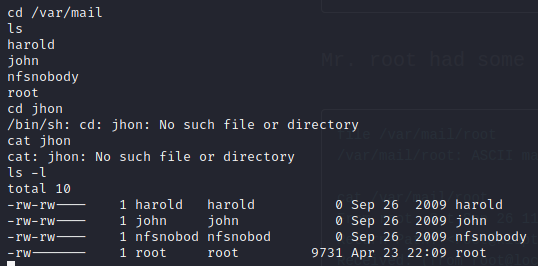 cd /var/mail
ls
harold
john
nfsnobody
root
cd jhon
/bin/sh: cd: jhon: No such file or directory
cat jhon
cat: jhon: No such file or directory
ls -l
total 10
-rw-rw---- 1 harold harold 0 Sep 26 2009 harold
-rw-rw---- 1 john john 0 Sep 26 2009 john
-rw-rw---- 1 nfsnobod nfsnobod 0 Sep 26 2009 nfsnobody
-rw------- 1 root root 9731 Apr 23 22:09 root
Mr. root had some
/var/mail/root
/var/mail/root: ASCII